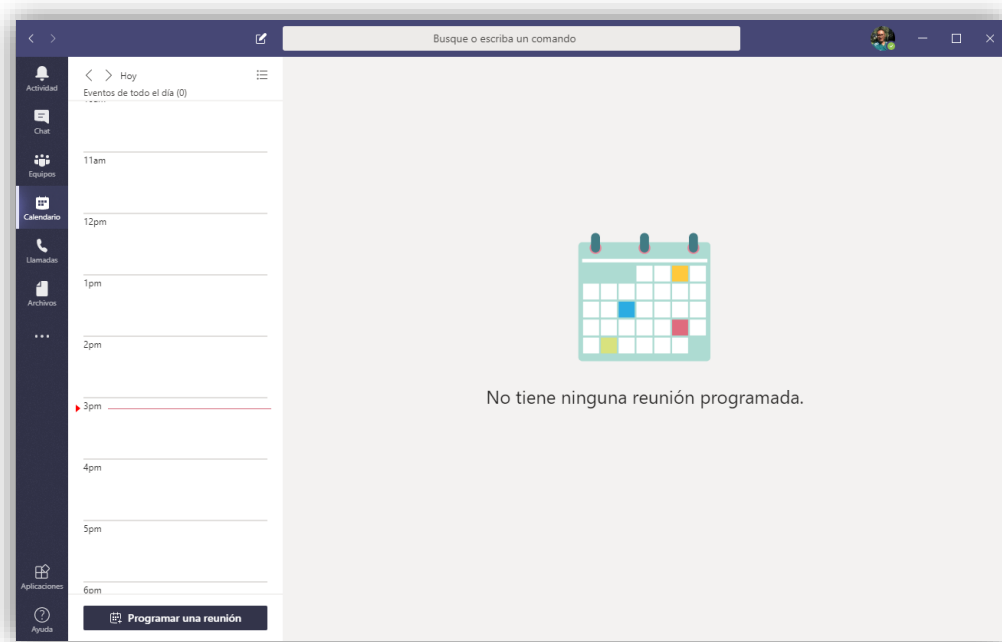 Busque o escriba un comando
Actividad
Chat
Equipos
Calendario
Llamadas
Archivos
Aplicaciones
Ayuda
Hoy
Eventos de todo el día (0)
11am
12pm
1pm
2pm
3pm
4pm
5pm
6pm
Programar una reunión
No tiene ninguna reunión programada.